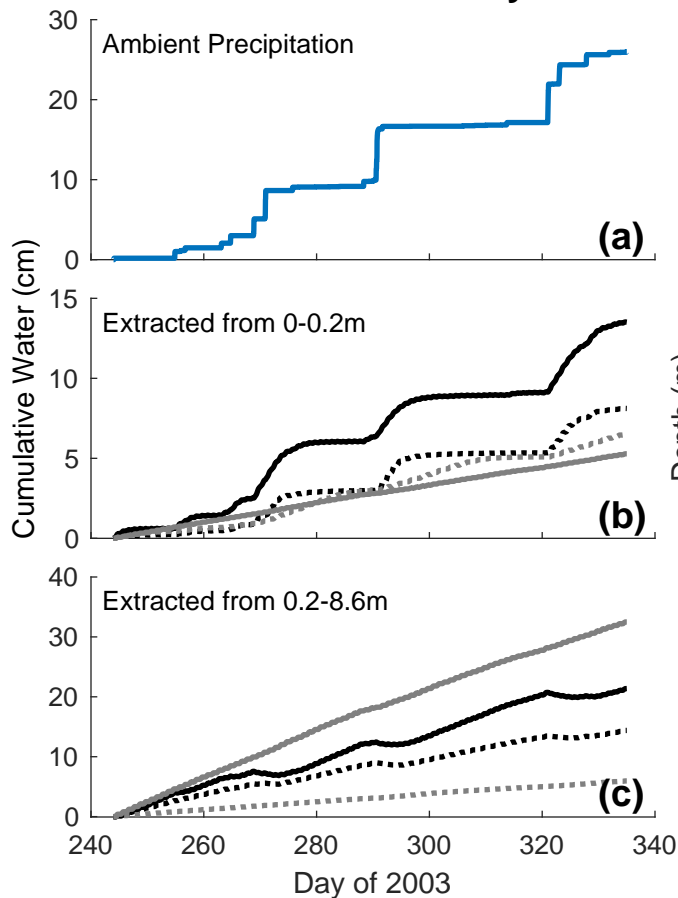 30
Ambient Precipitation
20
10
0
(a)
Cumulative Water (cm)
15
Extracted from 0-0.2m
10
5
0
(b)
40
Extracted from 0.2-8.6m
30
20
10
0
(c)
240 260 280 300 320 340
Day of 2003